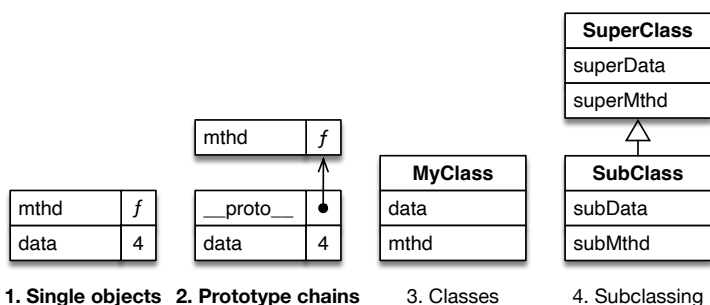 SuperClass
superData
superMthd
mthd ƒ
MyClass
SubClass
mthd ƒ
__proto__
data
subData
data 4
data 4
mthd
subMthd
1. Single objects
2. Prototype chains
3. Classes
4. Subclassing